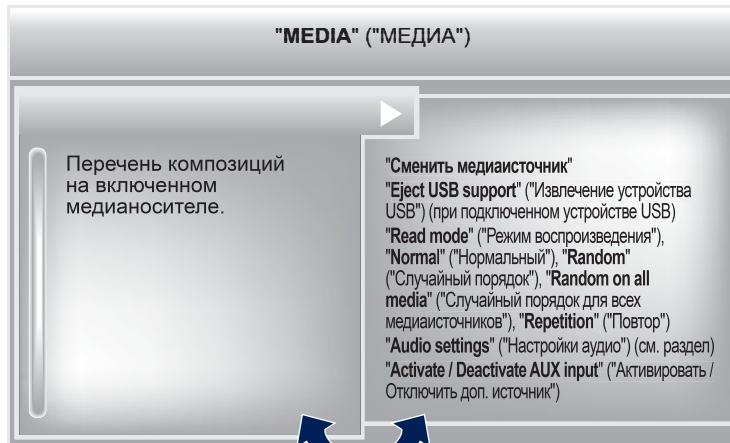 "MEDIA" ("МЕДИА")
Перечень композиций
на включенном
медианосителе.
"Сменить медиаисточник"
"Eject USB support" ("Извлечение устройства
USB") (при подключенном устройстве USB)
"Read mode" ("Режим воспроизведения"),
"Normal" ("Нормальный"), "Random"
("Случайный порядок"), "Random on all
media" ("Случайный порядок для всех
медиаисточников"), "Repetition" ("Повтор")
"Audio settings" ("Настройки аудио") (см. раздел)
"Activate / Deactivate AUX input" ("Активировать /
Отключить доп. источник")